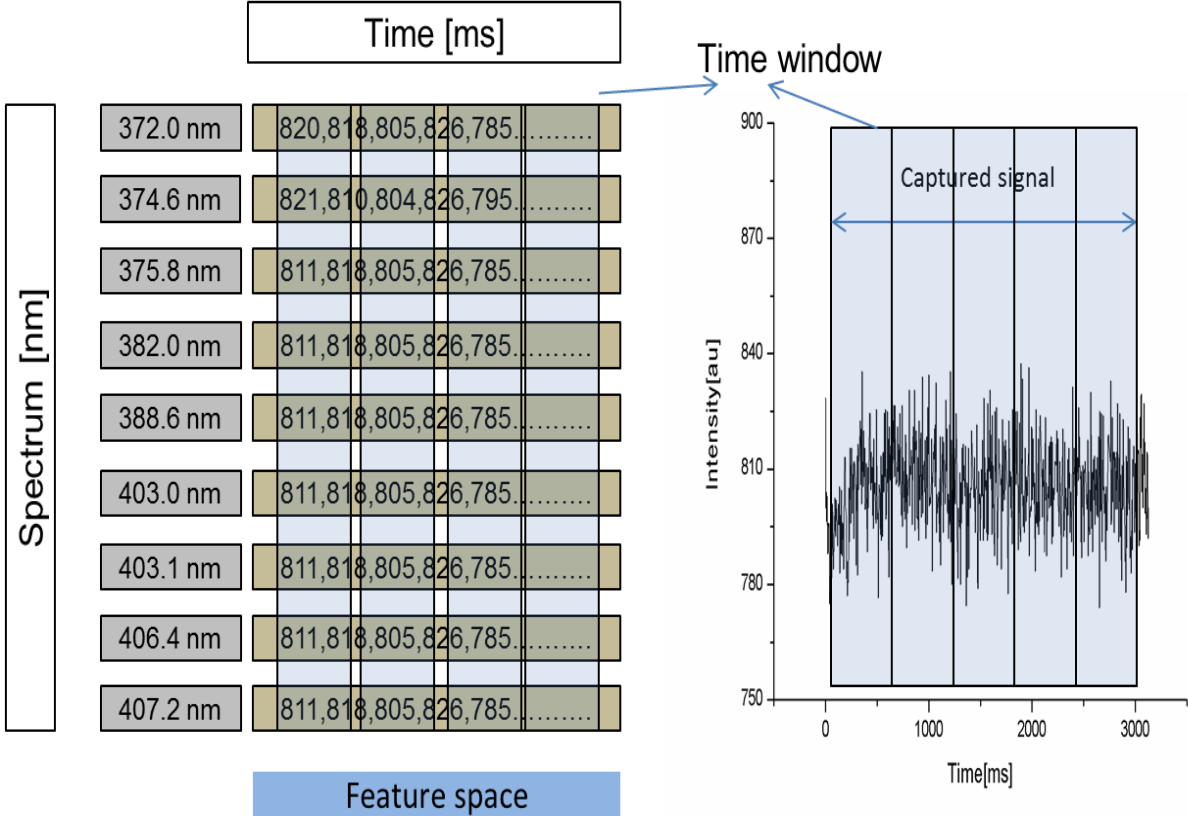 Time [ms]
Time window
Spectrum [nm]
372.0 nm 820,818,805,826,785..........
374.6 nm 821,810,804,826,795..........
375.8 nm 811,818,805,826,785..........
382.0 nm 811,818,805,826,785..........
388.6 nm 811,818,805,826,785..........
403.0 nm 811,818,805,826,785..........
403.1 nm 811,818,805,826,785..........
406.4 nm 811,818,805,826,785..........
407.2 nm 811,818,805,826,785..........
Feature space
Captured signal
Intensity[au]
900
870
840
810
780
750
0 1000 2000 3000
Time[ms]